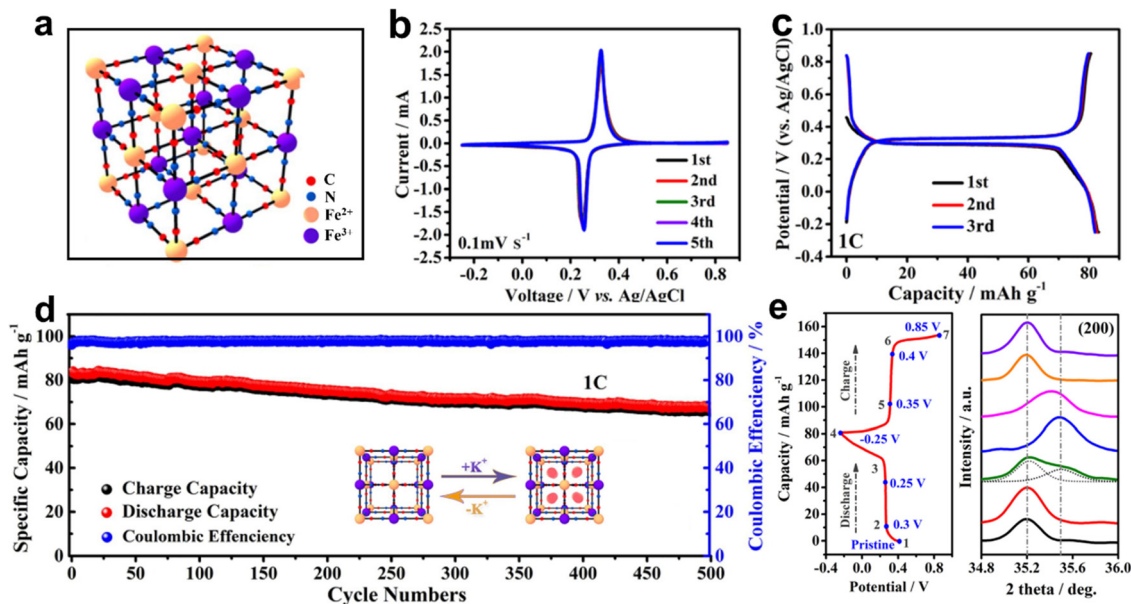 a
C
N
Fe²⁺
Fe³⁺
b
2.5
2.0
1.5
1.0
0.5
0.0
-0.5
-1.0
-1.5
-2.0
-2.5
Current / mA
1st
2nd
3rd
4th
5th
0.1mV s⁻¹
-0.2 0.0 0.2 0.4 0.6 0.8
Voltage / V vs. Ag/AgCl
c
1.0
0.8
0.6
0.4
0.2
0.0
-0.2
-0.4
Potential / V (vs. Ag/AgCl)
1st
2nd
3rd
1C
0 20 40 60 80
Capacity / mAh g⁻¹
d
100
80
60
40
20
0
Specific Capacity / mAh g⁻¹
1C
+K⁺
-K⁺
Charge Capacity
Discharge Capacity
Coulombic Effenciency
100
80
60
40
20
0
Coulombic Effenciency / %
0 50 100 150 200 250 300 350 400 450 500
Cycle Numbers
e
160
140
120
100
80
60
40
20
0
Capacity / mAh g⁻¹
Charge
Discharge
0.85 V
7
6
0.4 V
5
0.35 V
4
-0.25 V
3
0.25 V
2
0.3 V
Pristine
1
-0.4 0.0 0.4 0.8
Potential / V
(200)
Intensity / a.u.
34.8 35.2 35.6 36.0
2 theta / deg.